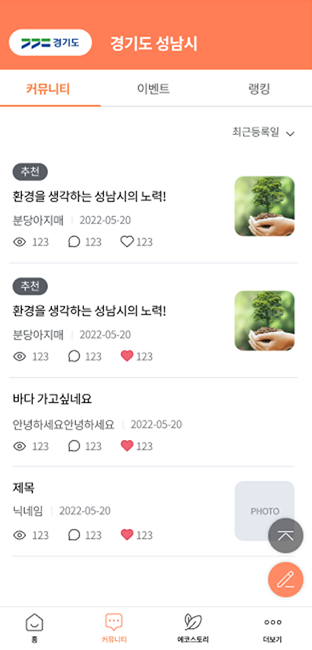 경기도
경기도 성남시
커뮤니티 이벤트 랭킹
최근등록일
추천
환경을 생각하는 성남시의 노력!
분당아지매 2022-05-20
123 123 123
추천
환경을 생각하는 성남시의 노력!
분당아지매 2022-05-20
123 123 123
바다 가고싶네요
안녕하세요안녕하세요 2022-05-20
123 123 123
제목
닉네임 2022-05-20
PHOTO
123 123 123
홈 커뮤니티 에코스토리 더보기